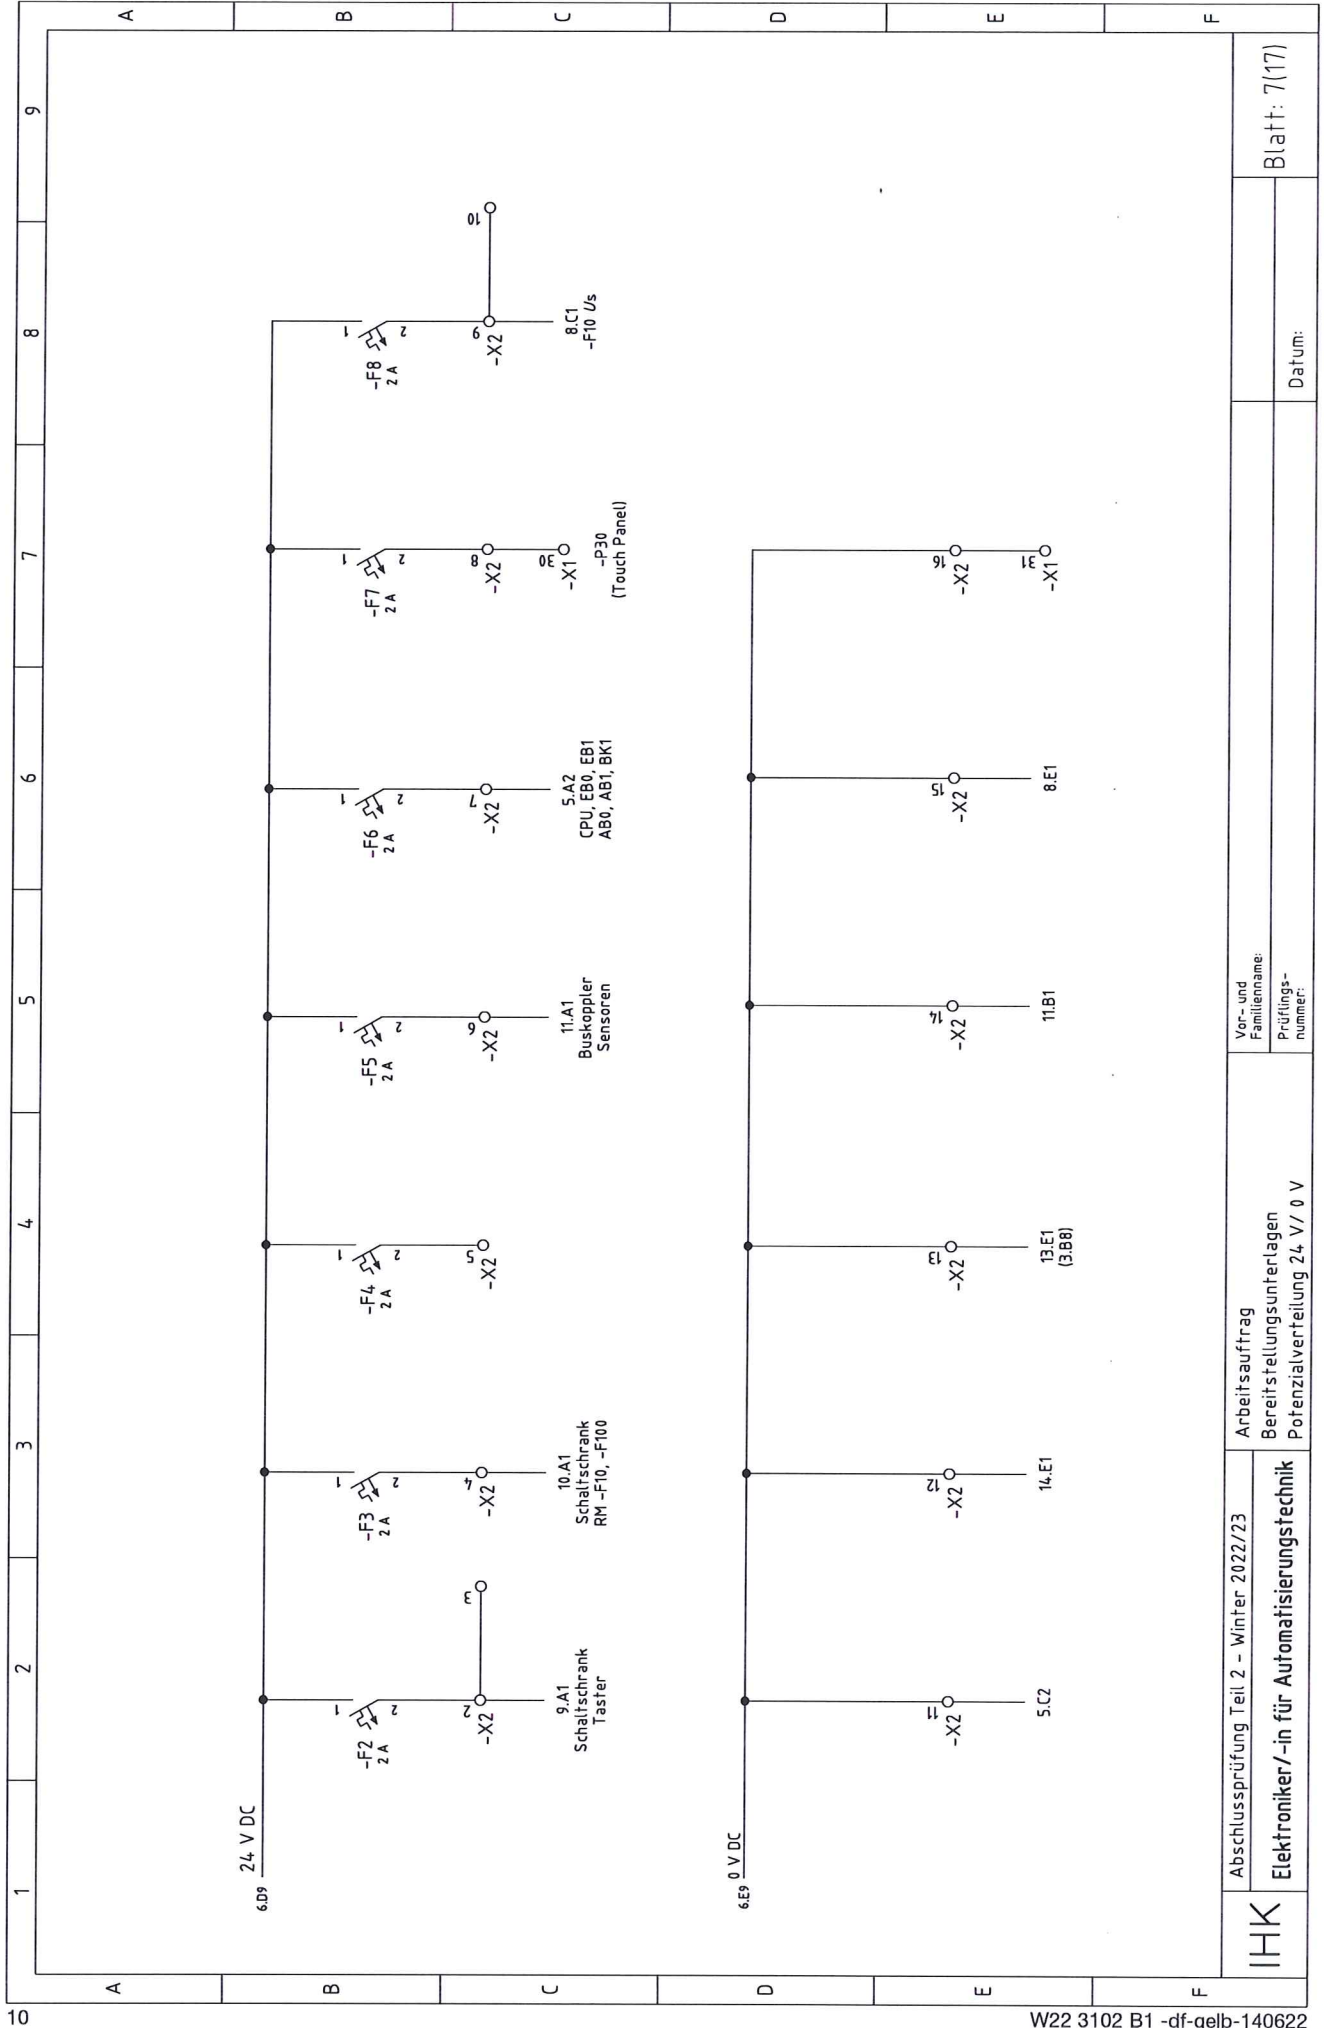 1 2 3 4 5 6 7 8 9
A
B
C
D
E
F
A
B
C
D
E
F
24 V DC
6.D9
1 1 1 1 1 1 1
-F2
2 A
-F3
2 A
-F4
2 A
-F5
2 A
-F6
2 A
-F7
2 A
-F8
2 A
2 2 2 2 2 2 2
2 3 4 5 6 7 8 9 10
-X2 -X2 -X2 -X2 -X2 -X2 -X2
30
-X1
9.A1
Schaltschrank
Taster
10.A1
Schaltschrank
RM -F10, -F100
11.A1
Buskoppler
Sensoren
5.A2
CPU, EB0, EB1
AB0, AB1, BK1
-P30
(Touch Panel)
8.C1
-F10 Us
0 V DC
6.E9
11 12 13 14 15 16
-X2 -X2 -X2 -X2 -X2 -X2
31
-X1
5.C2
14.E1
13.E1
(3.B8)
11.B1
8.E1
IHK
Abschlussprüfung Teil 2 – Winter 2022/23
Elektroniker/-in für Automatisierungstechnik
Arbeitsauftrag
Bereitstellungsunterlagen
Potenzialverteilung 24 V/ 0 V
Vor- und
Familienname:
Prüflings-
nummer:
Datum:
Blatt: 7(17)
10
W22 3102 B1 -df-gelb-140622